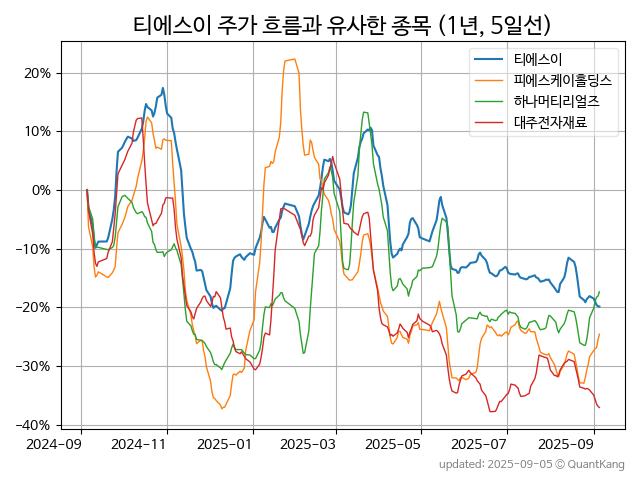 티에스이 주가 흐름과 유사한 종목 (1년, 5일선)
티에스이
피에스케이홀딩스
하나머티리얼즈
대주전자재료
20%
10%
0%
−10%
−20%
−30%
−40%
2024-09
2024-11
2025-01
2025-03
2025-05
2025-07
2025-09
updated: 2025-09-05 © QuantKang